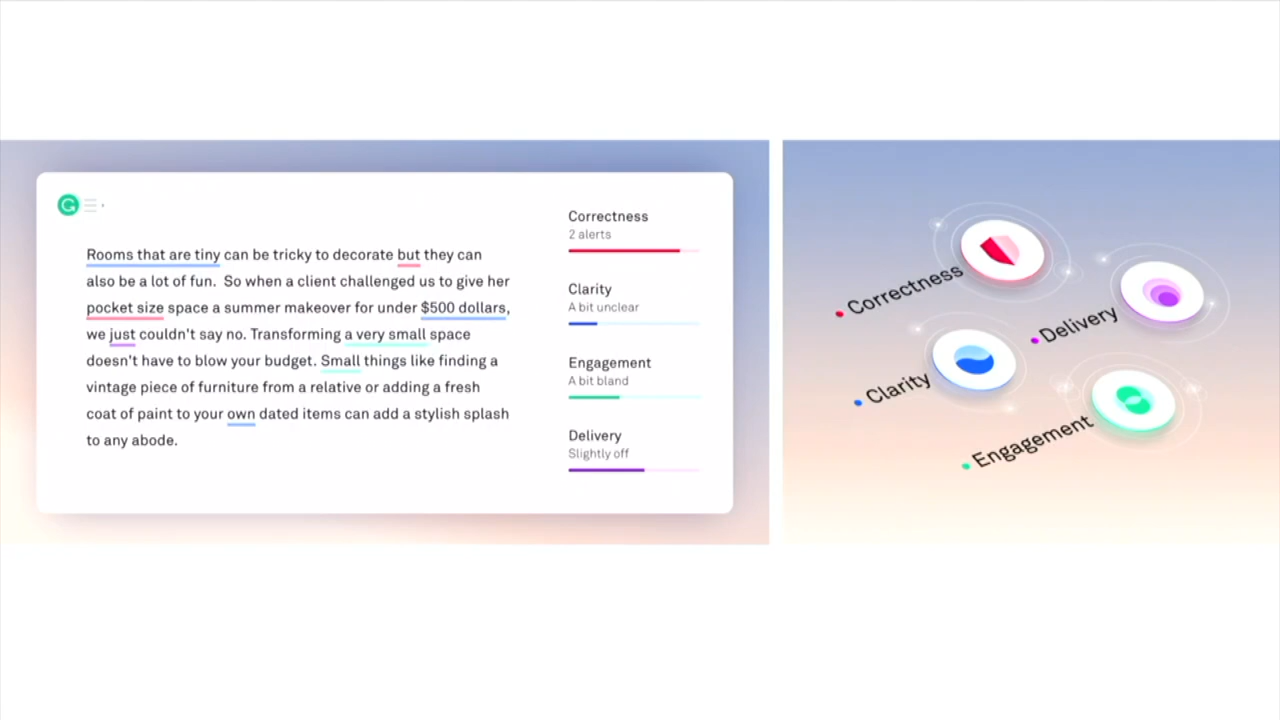 Rooms that are tiny can be tricky to decorate but they can
also be a lot of fun.  So when a client challenged us to give her
pocket size space a summer makeover for under $500 dollars,
we just couldn't say no. Transforming a very small space
doesn't have to blow your budget. Small things like finding a
vintage piece of furniture from a relative or adding a fresh
coat of paint to your own dated items can add a stylish splash
to any abode.
Correctness
2 alerts
Clarity
A bit unclear
Engagement
A bit bland
Delivery
Slightly off
Correctness
Delivery
Clarity
Engagement